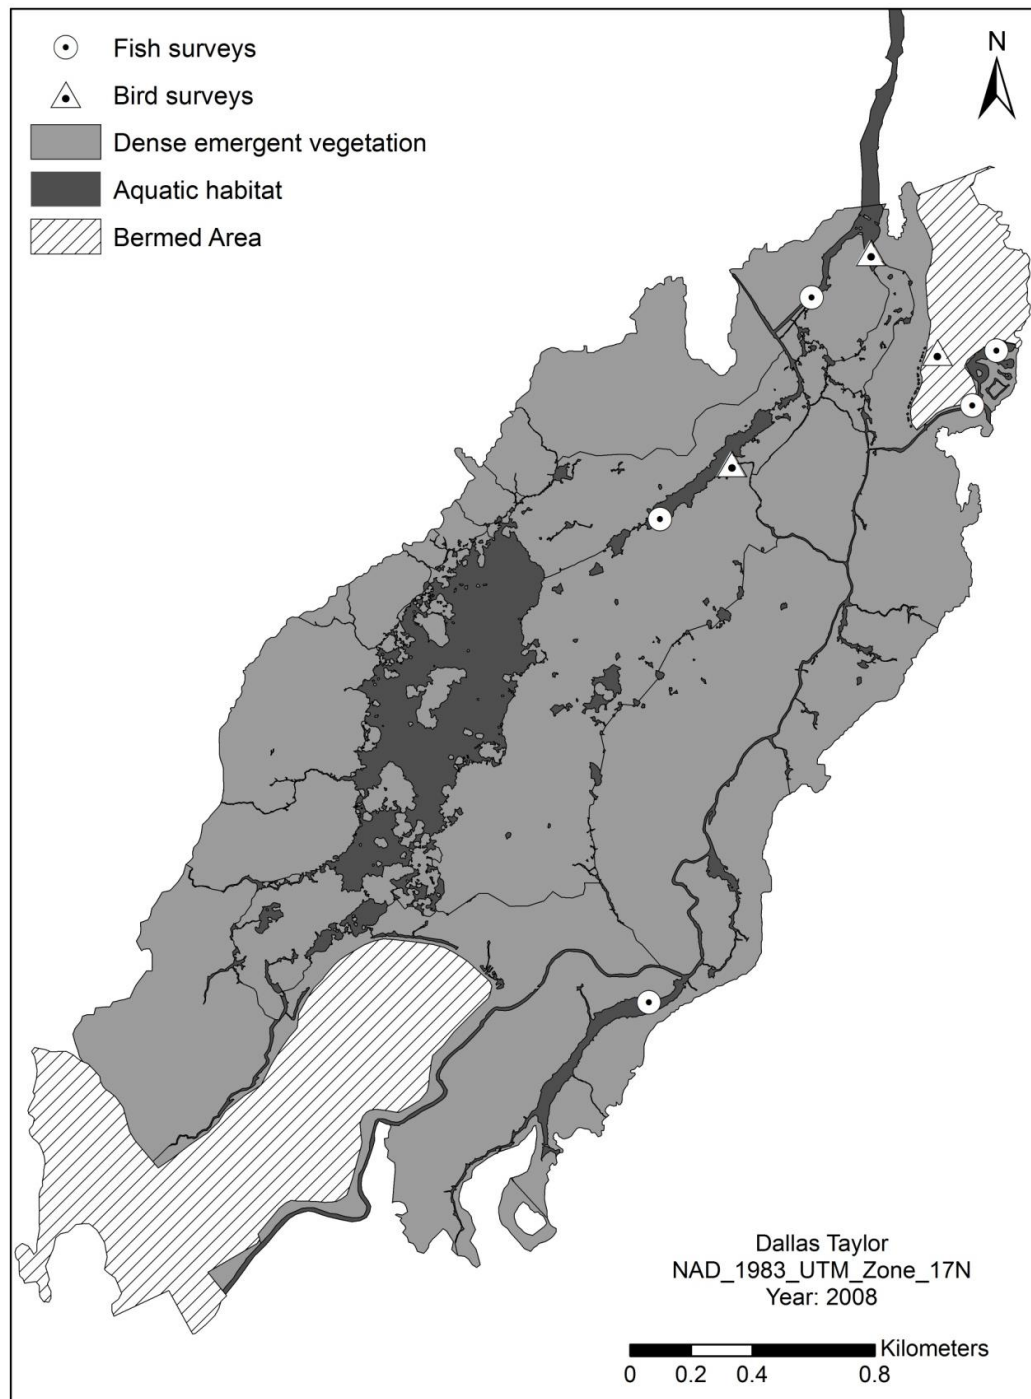 Fish surveys
N
Bird surveys
Dense emergent vegetation
Aquatic habitat
Bermed Area
Dallas Taylor
NAD_1983_UTM_Zone_17N
Year: 2008
Kilometers
0 0.2 0.4 0.8